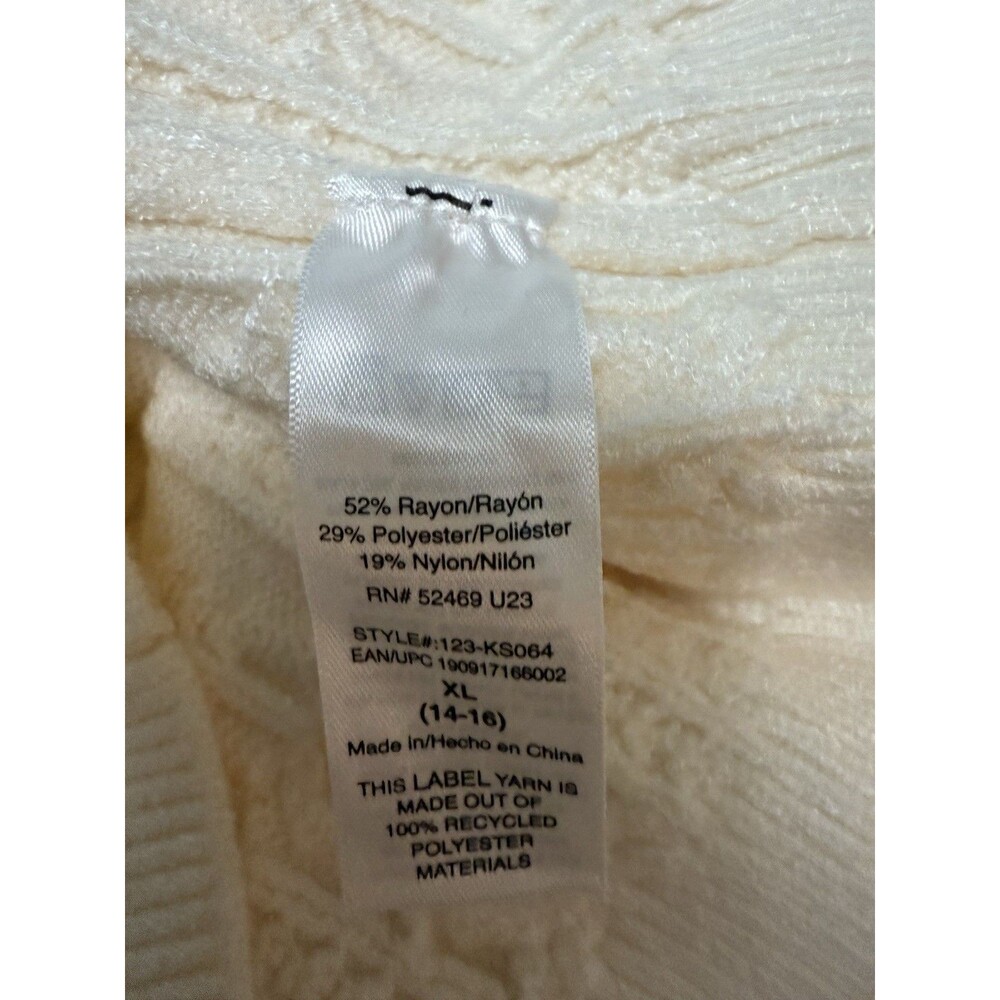 52% Rayon/Rayón
29% Polyester/Poliéster
19% Nylon/Nilón
RN# 52469 U23
STYLE#:123-KS064
EAN/UPC 190917166002
XL
(14-16)
Made in/Hecho en China
THIS LABEL YARN IS
MADE OUT OF
100% RECYCLED
POLYESTER
MATERIALS